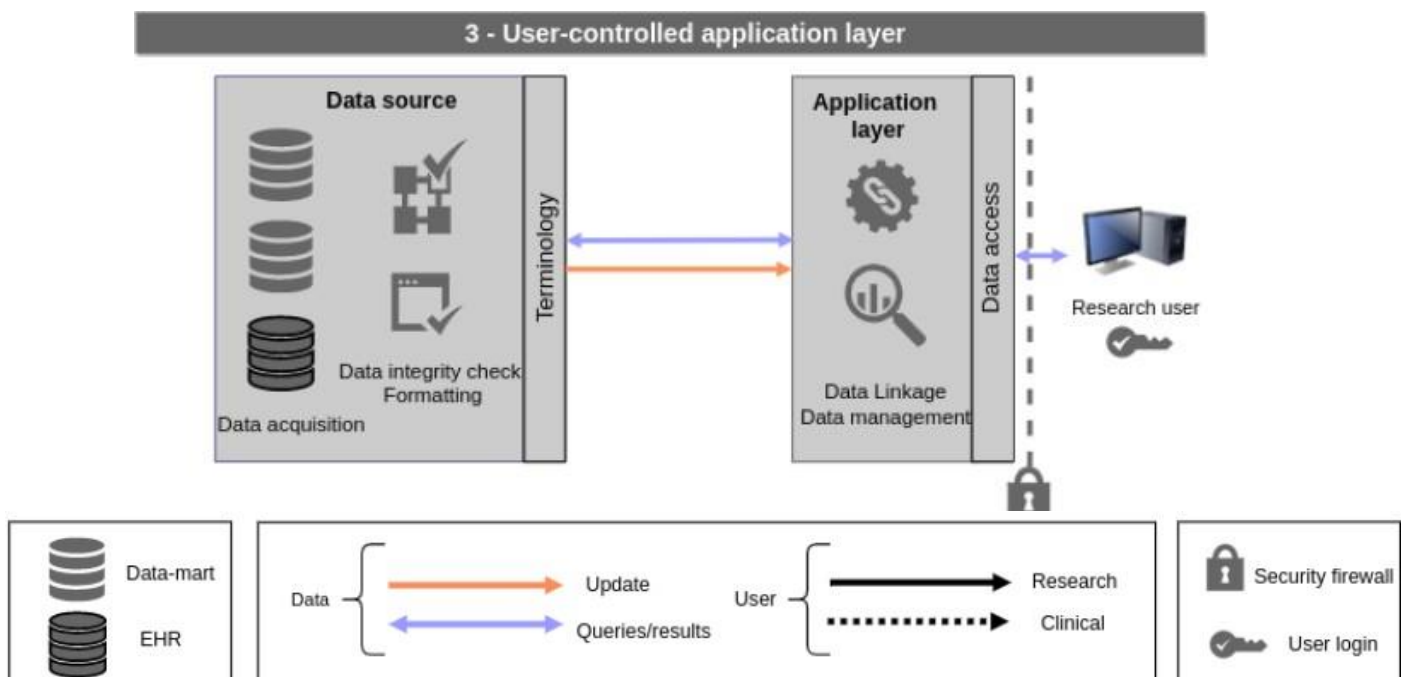 3 - User-controlled application layer
Data source
Terminology
Data integrity check
Formatting
Data acquisition
Application
layer
Data Linkage
Data management
Data access
Research user
Data-mart
EHR
Data
Update
Queries/results
User
Research
Clinical
Security firewall
User login